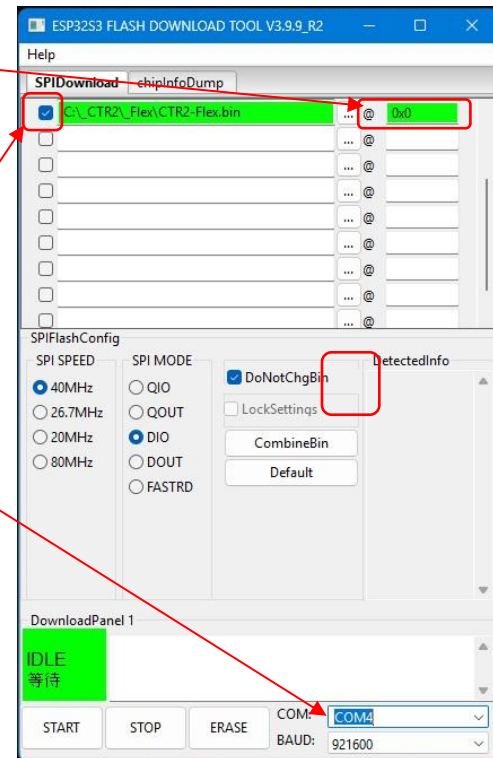 ESP32S3 FLASH DOWNLOAD TOOL V3.9.9_R2
Help
SPIDownload chipInfoDump
C:\_CTR2\_Flex\CTR2-Flex.bin ... @ 0x0
... @
... @
... @
... @
... @
... @
... @
... @
SPIFlashConfig
SPI SPEED SPI MODE DetectedInfo
40MHz QIO DoNotChgBin
26.7MHz QOUT LockSettings
20MHz DIO CombineBin
80MHz DOUT Default
FASTRD
DownloadPanel 1
IDLE
等待
START STOP ERASE COM: COM4
BAUD: 921600